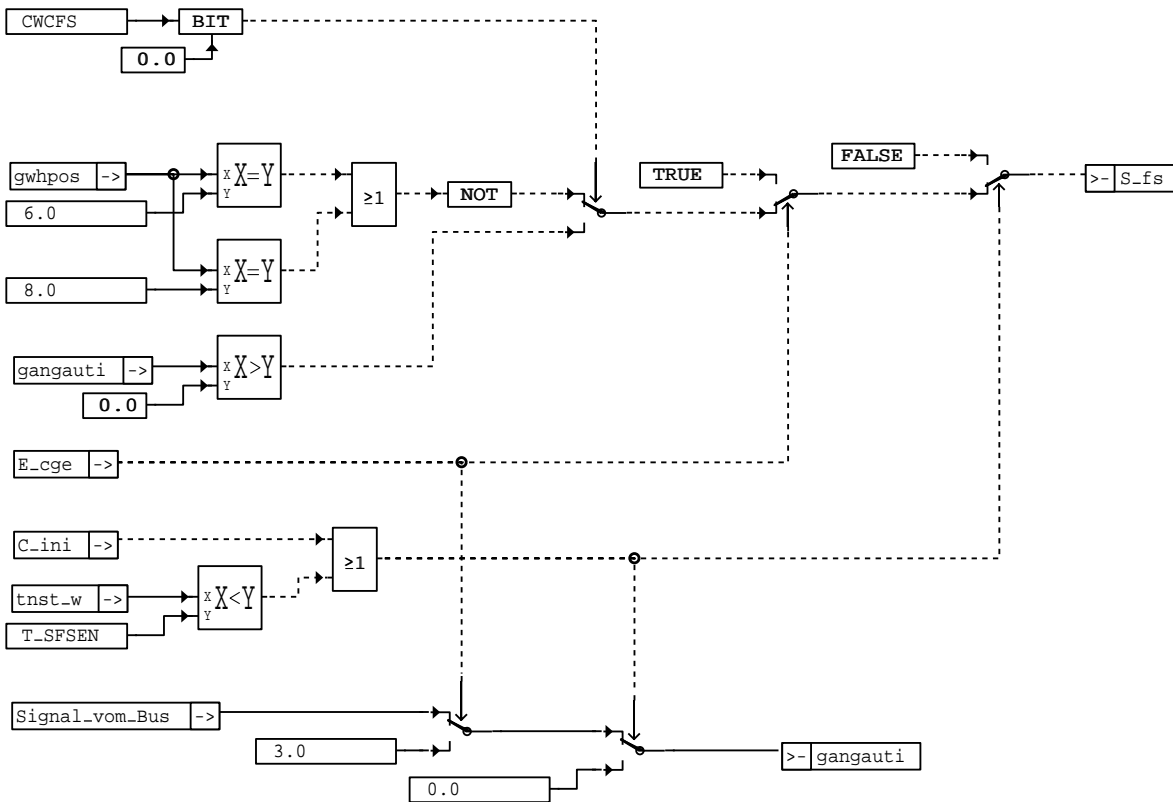 CWCFS
BIT
0.0
gwhpos ->
X X=Y
Y
6.0
≥1
NOT
TRUE
FALSE
>- S_fs
X X=Y
Y
8.0
gangauti ->
X X>Y
Y
0.0
E_cge ->
C_ini ->
≥1
tnst_w ->
X X<Y
Y
T_SFSEN
Signal_vom_Bus ->
3.0
>- gangauti
0.0